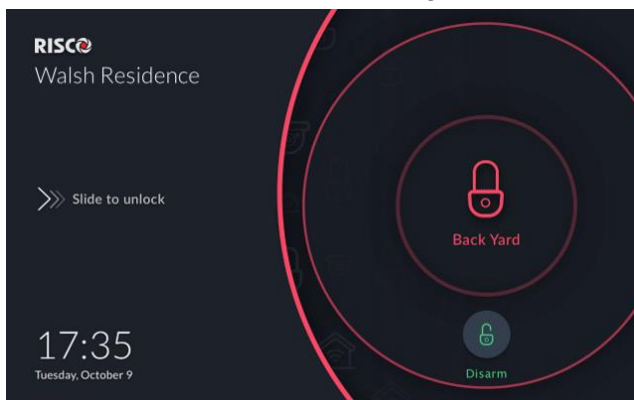 RISCO
Walsh Residence
Slide to unlock
17:35
Tuesday, October 9
Back Yard
Disarm